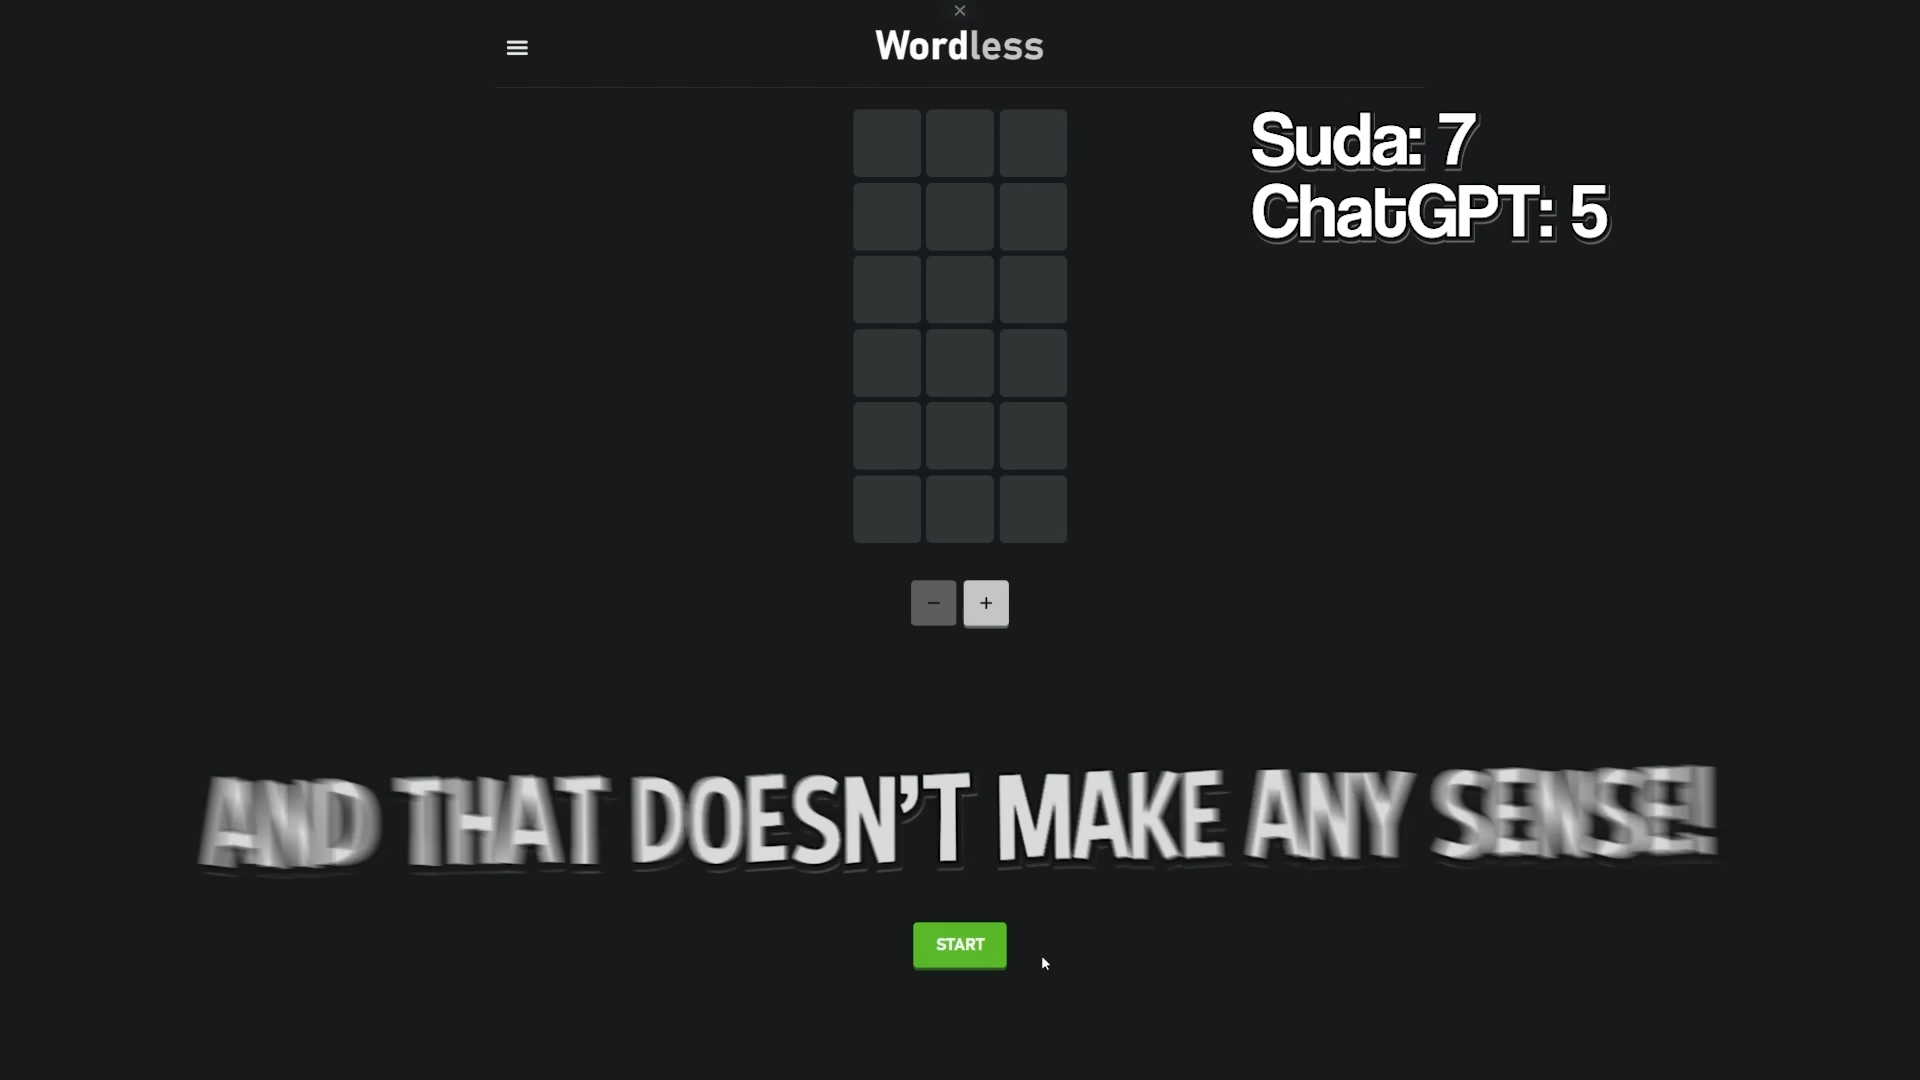 Wordless
Suda: 7
ChatGPT: 5
AND THAT DOESN'T MAKE ANY SENSE!
START